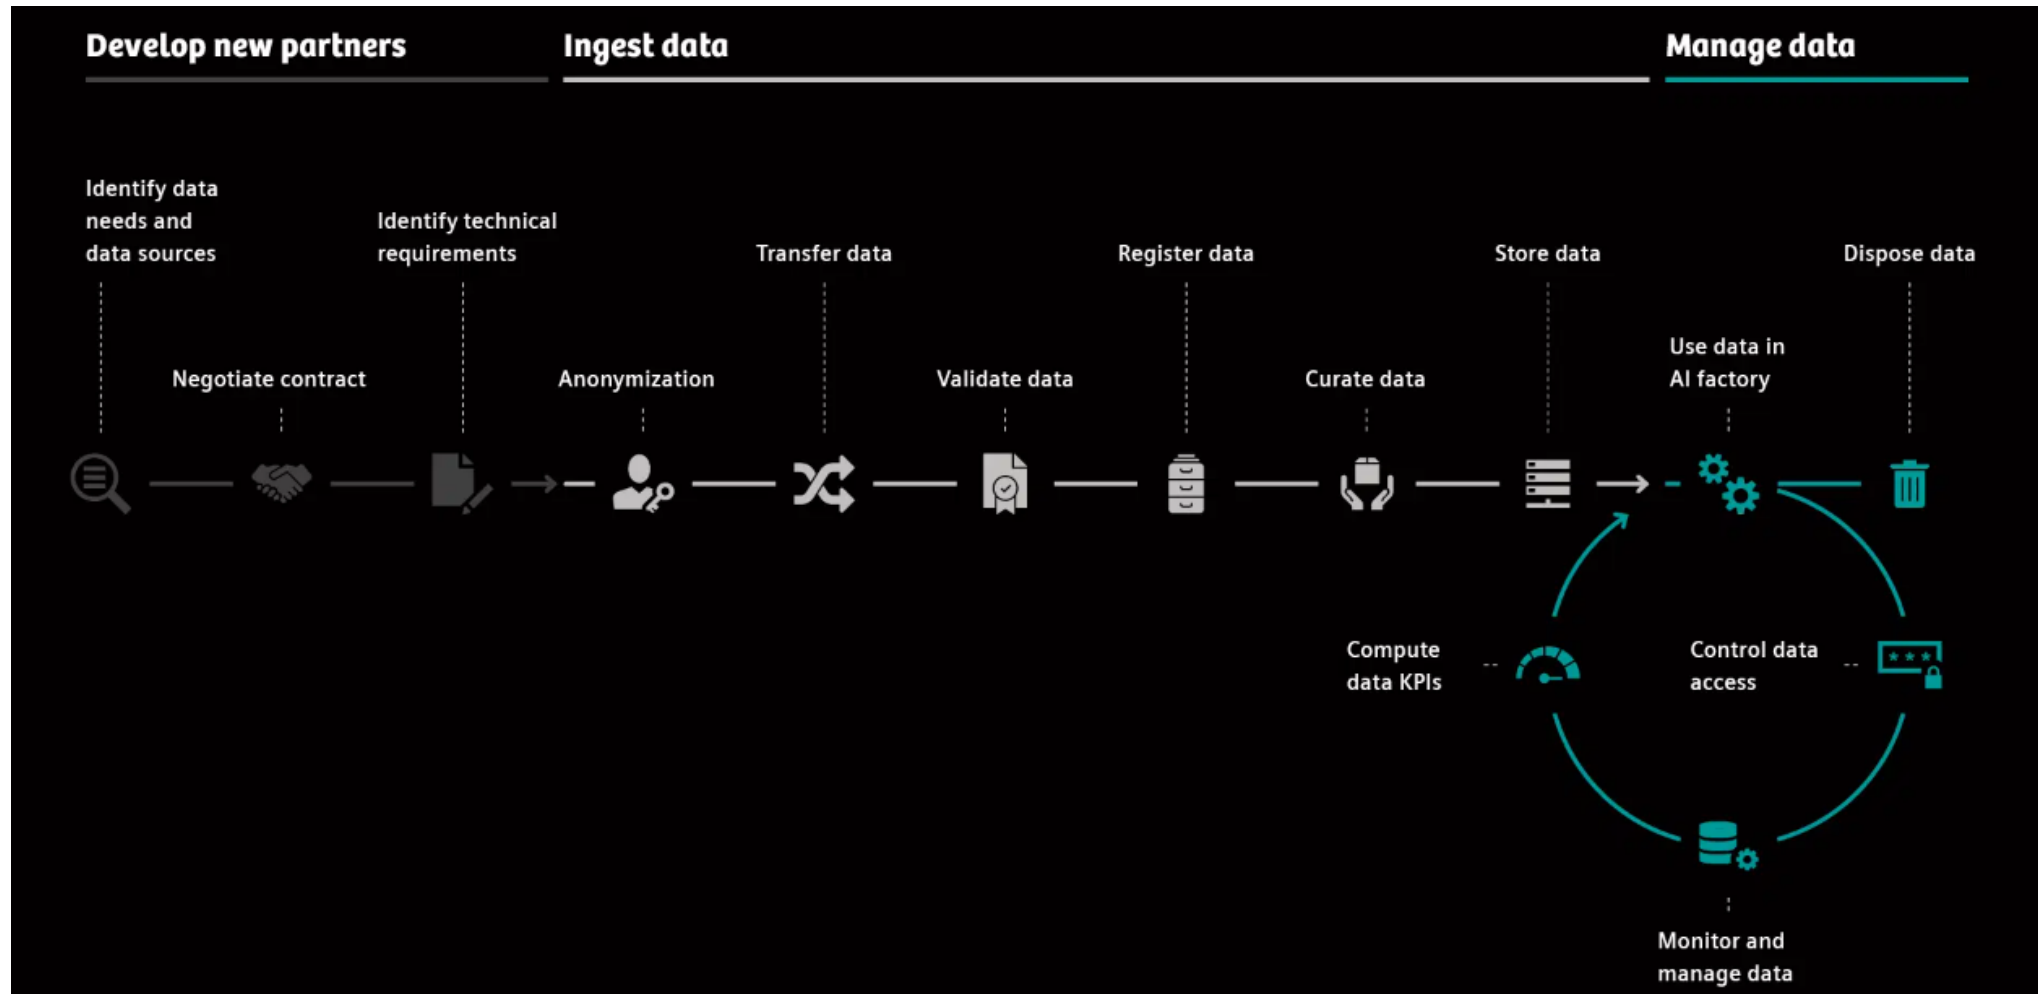 Develop new partners
Ingest data
Manage data
Identify data
needs and
data sources
Negotiate contract
Identify technical
requirements
Anonymization
Transfer data
Validate data
Register data
Curate data
Store data
Use data in
AI factory
Dispose data
Compute
data KPIs
Control data
access
***
Monitor and
manage data